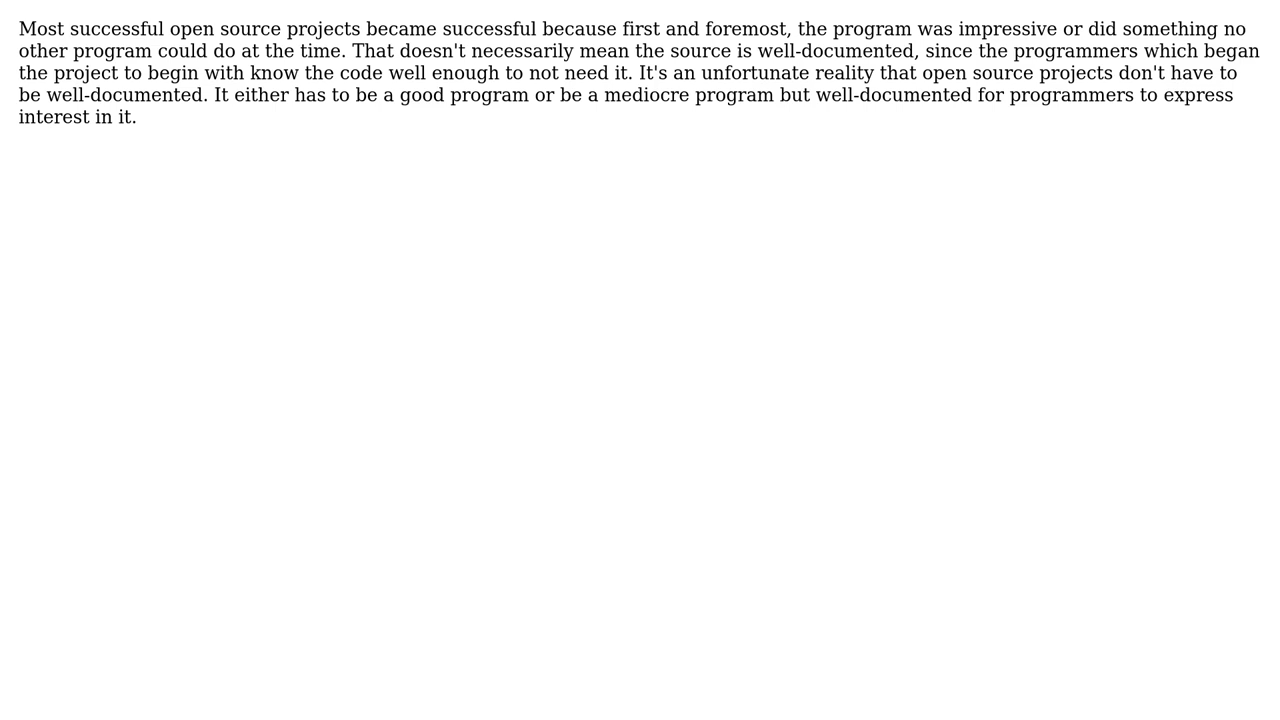 Most successful open source projects became successful because first and foremost, the program was impressive or did something no
other program could do at the time. That doesn't necessarily mean the source is well-documented, since the programmers which began
the project to begin with know the code well enough to not need it. It's an unfortunate reality that open source projects don't have to
be well-documented. It either has to be a good program or be a mediocre program but well-documented for programmers to express
interest in it.